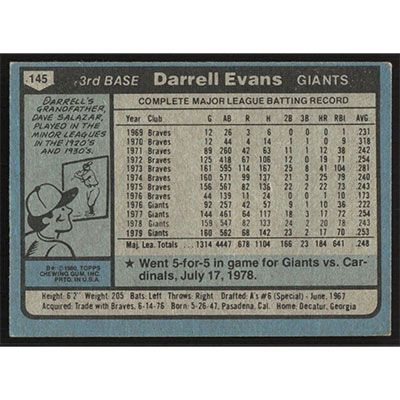 145
3rd BASE Darrell Evans GIANTS
COMPLETE MAJOR LEAGUE BATTING RECORD
Year Club G AB R H 2B 3B HR RBI AVG
1969 Braves 12 26 3 6 1 0 0 1 .231
1970 Braves 12 44 4 14 1 1 0 9 .318
1971 Braves 89 260 42 63 11 1 12 38 .242
1972 Braves 125 418 67 106 12 0 19 71 .254
1973 Braves 161 595 114 167 25 8 41 104 .281
1974 Braves 160 571 99 137 21 3 25 79 .240
1975 Braves 156 567 82 138 22 2 22 73 .243
1976 Braves 44 139 11 24 0 0 1 10 .173
1976 Giants 92 257 42 57 9 1 10 36 .222
1977 Giants 144 461 64 117 18 3 17 72 .254
1978 Giants 159 547 82 133 24 2 20 78 .243
1979 Giants 160 562 68 142 23 2 17 70 .253
Maj. Lea. Totals 1314 4447 678 1104 166 23 184 641 .248
★ Went 5-for-5 in game for Giants vs. Car-
dinals, July 17, 1978.
DARRELL'S
GRANDFATHER,
DAVE SALAZAR,
PLAYED IN THE
MINOR LEAGUES
IN THE 1920'S
AND 1930'S.
B* © 1980 TOPPS
CHEWING GUM, INC.
PRTD. IN U.S.A.
Height: 6'2" Weight: 205 Bats: Left Throws: Right Drafted: A's #6 (Special) - June, 1967
Acquired: Trade with Braves, 6-14-76 Born: 5-26-47, Pasadena, Cal. Home: Decatur, Georgia